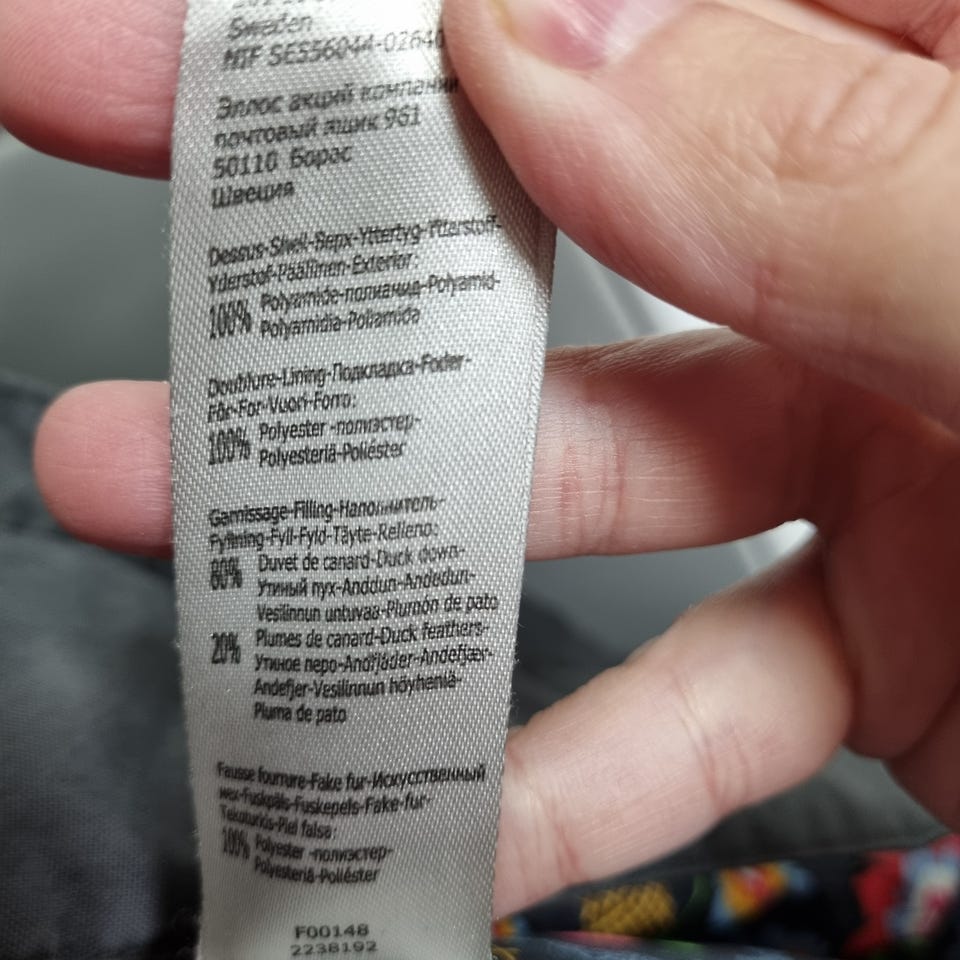 Sweden
MTF SE556044-02640
Эллос акций компании
почтовый ящик 961
50110 Борас
Швеция
Dessus-Shell-Верх-Yttertyg-Ytterstoff-
Yderstof-Päällinen-Exterior:
100% Polyamide-полиамид-Polyamid-
Polyamidia-Poliamida
Doublure-Lining-Подкладка-Foder-
Fôr-For-Vuori-Forro:
100% Polyester -полиэстер-
Polyesteriä-Poliéster
Garnissage-Filling-Наполнитель-
Fyllning-Fyll-Fyld-Täyte-Relleno:
80% Duvet de canard-Duck down-
Утиный пух-Anddun-Andedun-
Vesilinnun untuvaa-Plumón de pato
20% Plumes de canard-Duck feathers-
Утиное перо-Andfjäder-Andefjær-
Andefjer-Vesilinnun höyheniä-
Pluma de pato
Fausse fourrure-Fake fur-Искусственный
мех-Fuskpäls-Fuskepels-Fake-fur-
Tekoturkis-Piel falsa:
100% Polyester -полиэстер-
Polyesteriä-Poliéster
F00148
2238192